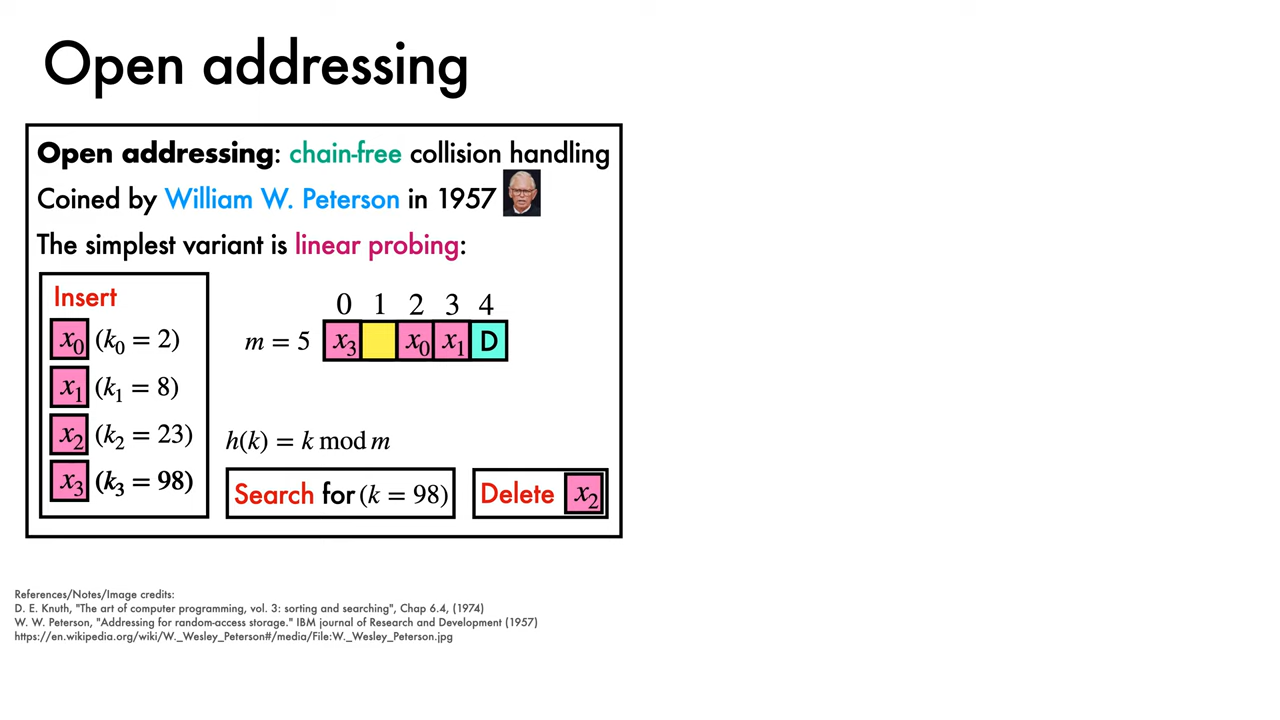 Open addressing
Open addressing: chain-free collision handling
Coined by William W. Peterson in 1957
The simplest variant is linear probing:
Insert
x₀ (k₀ = 2)
x₁ (k₁ = 8)
x₂ (k₂ = 23)
x₃ (k₃ = 98)
0 1 2 3 4
m = 5 x₃ x₀ x₁ D
h(k) = k mod m
Search for (k = 98)
Delete x₂
References/Notes/Image credits:
D. E. Knuth, "The art of computer programming, vol. 3: sorting and searching", Chap 6.4, (1974)
W. W. Peterson, "Addressing for random-access storage." IBM journal of Research and Development (1957)
https://en.wikipedia.org/wiki/W._Wesley_Peterson#/media/File:W._Wesley_Peterson.jpg